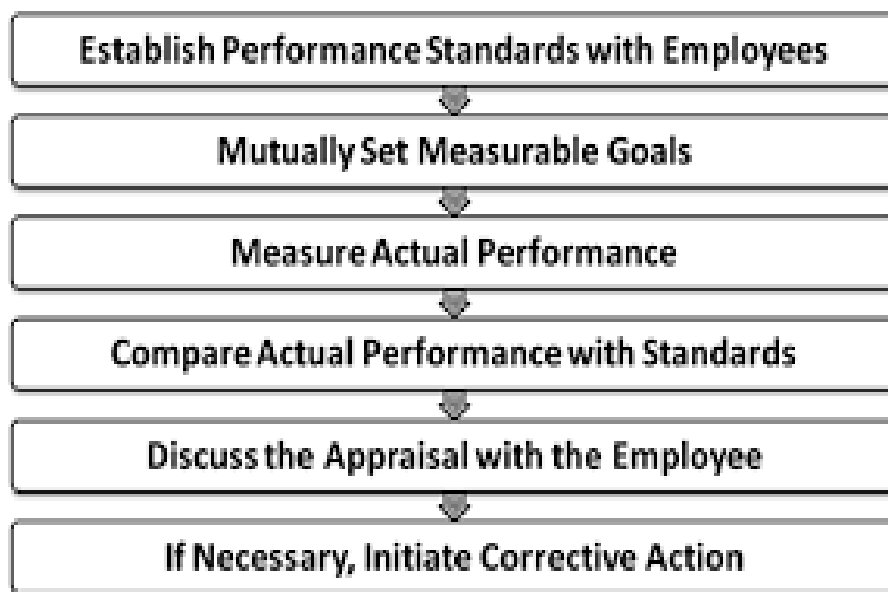 Establish Performance Standards with Employees
Mutually Set Measurable Goals
Measure Actual Performance
Compare Actual Performance with Standards
Discuss the Appraisal with the Employee
If Necessary, Initiate Corrective Action